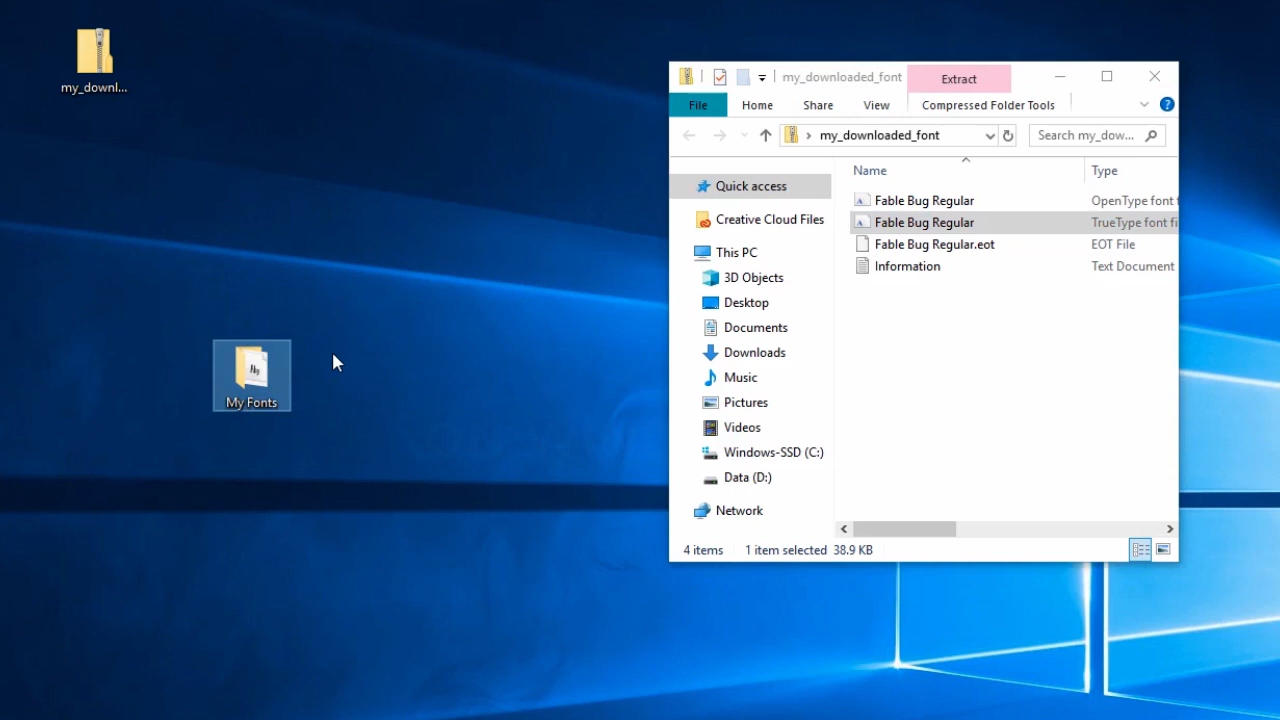 my_downl...
My Fonts
my_downloaded_font
Extract
File
Home
Share
View
Compressed Folder Tools
my_downloaded_font
Search my_dow...
Quick access
Creative Cloud Files
This PC
3D Objects
Desktop
Documents
Downloads
Music
Pictures
Videos
Windows-SSD (C:)
Data (D:)
Network
Name
Type
Fable Bug Regular
OpenType font f
Fable Bug Regular
TrueType font fi
Fable Bug Regular.eot
EOT File
Information
Text Document
4 items
1 item selected 38.9 KB